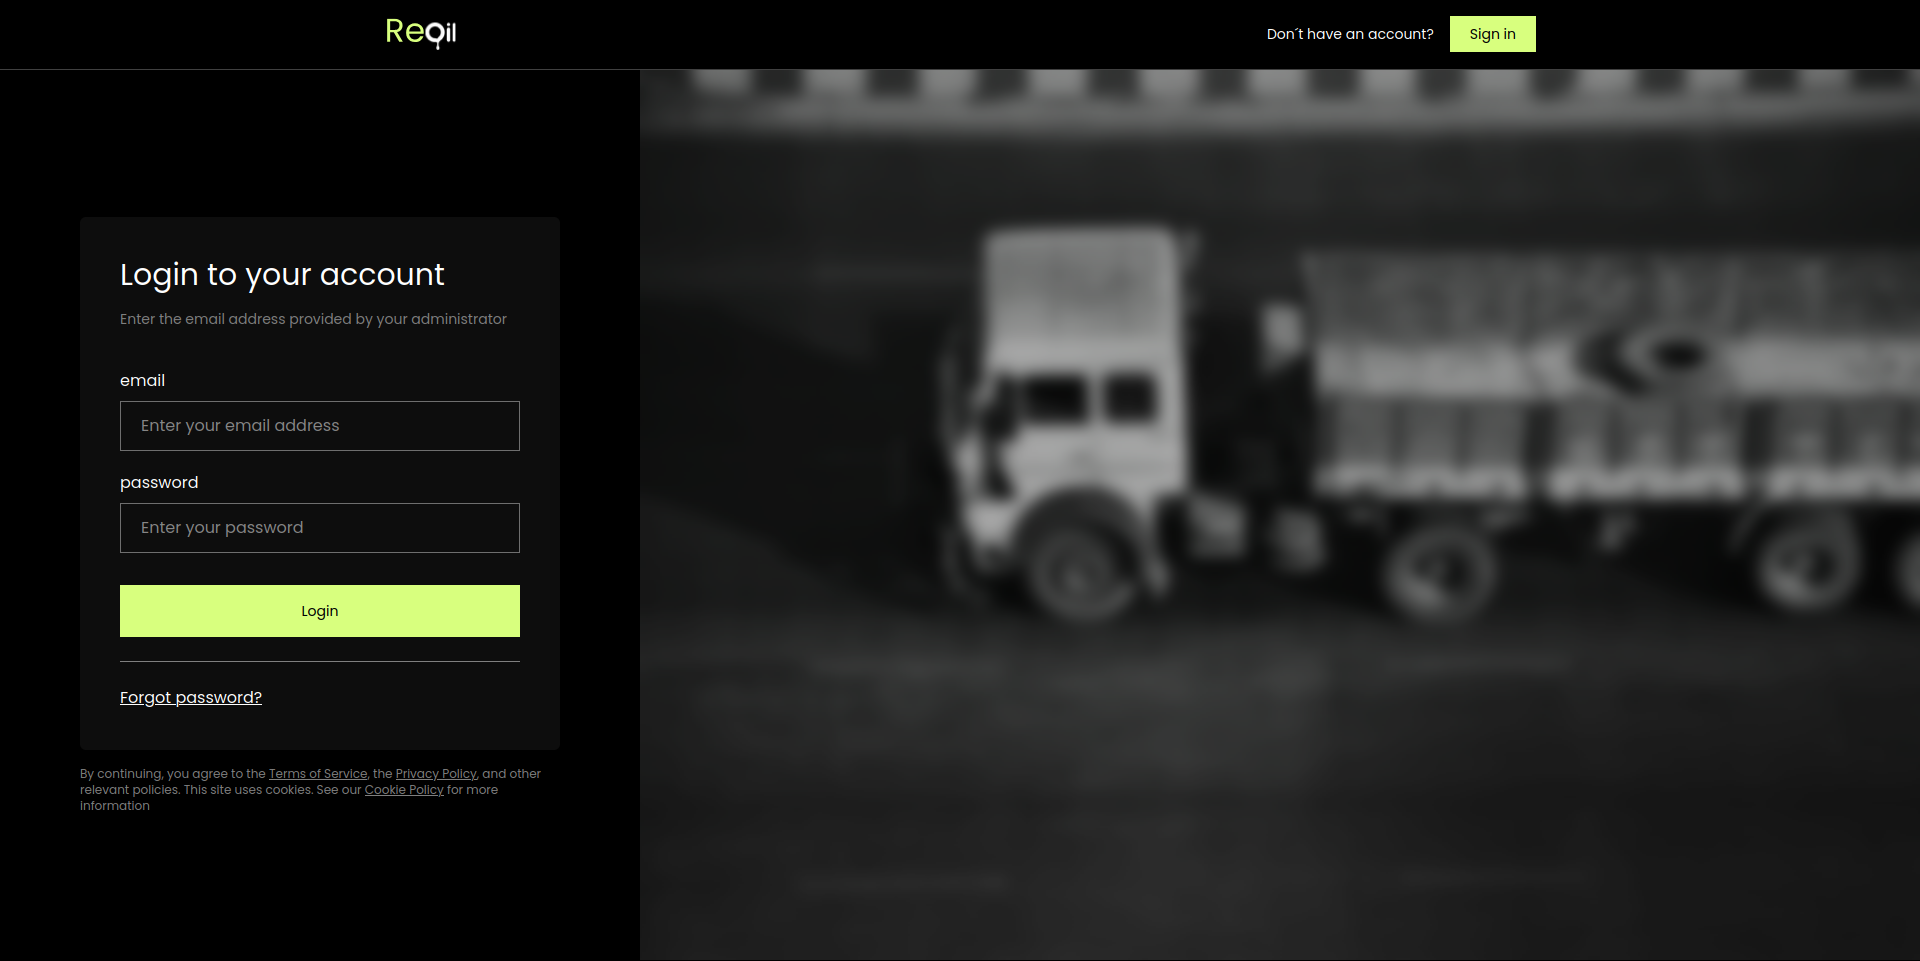 Reoil
Don´t have an account?
Sign in
Login to your account
Enter the email address provided by your administrator
email
Enter your email address
password
Enter your password
Login
Forgot password?
By continuing, you agree to the Terms of Service, the Privacy Policy, and other
relevant policies. This site uses cookies. See our Cookie Policy for more
information